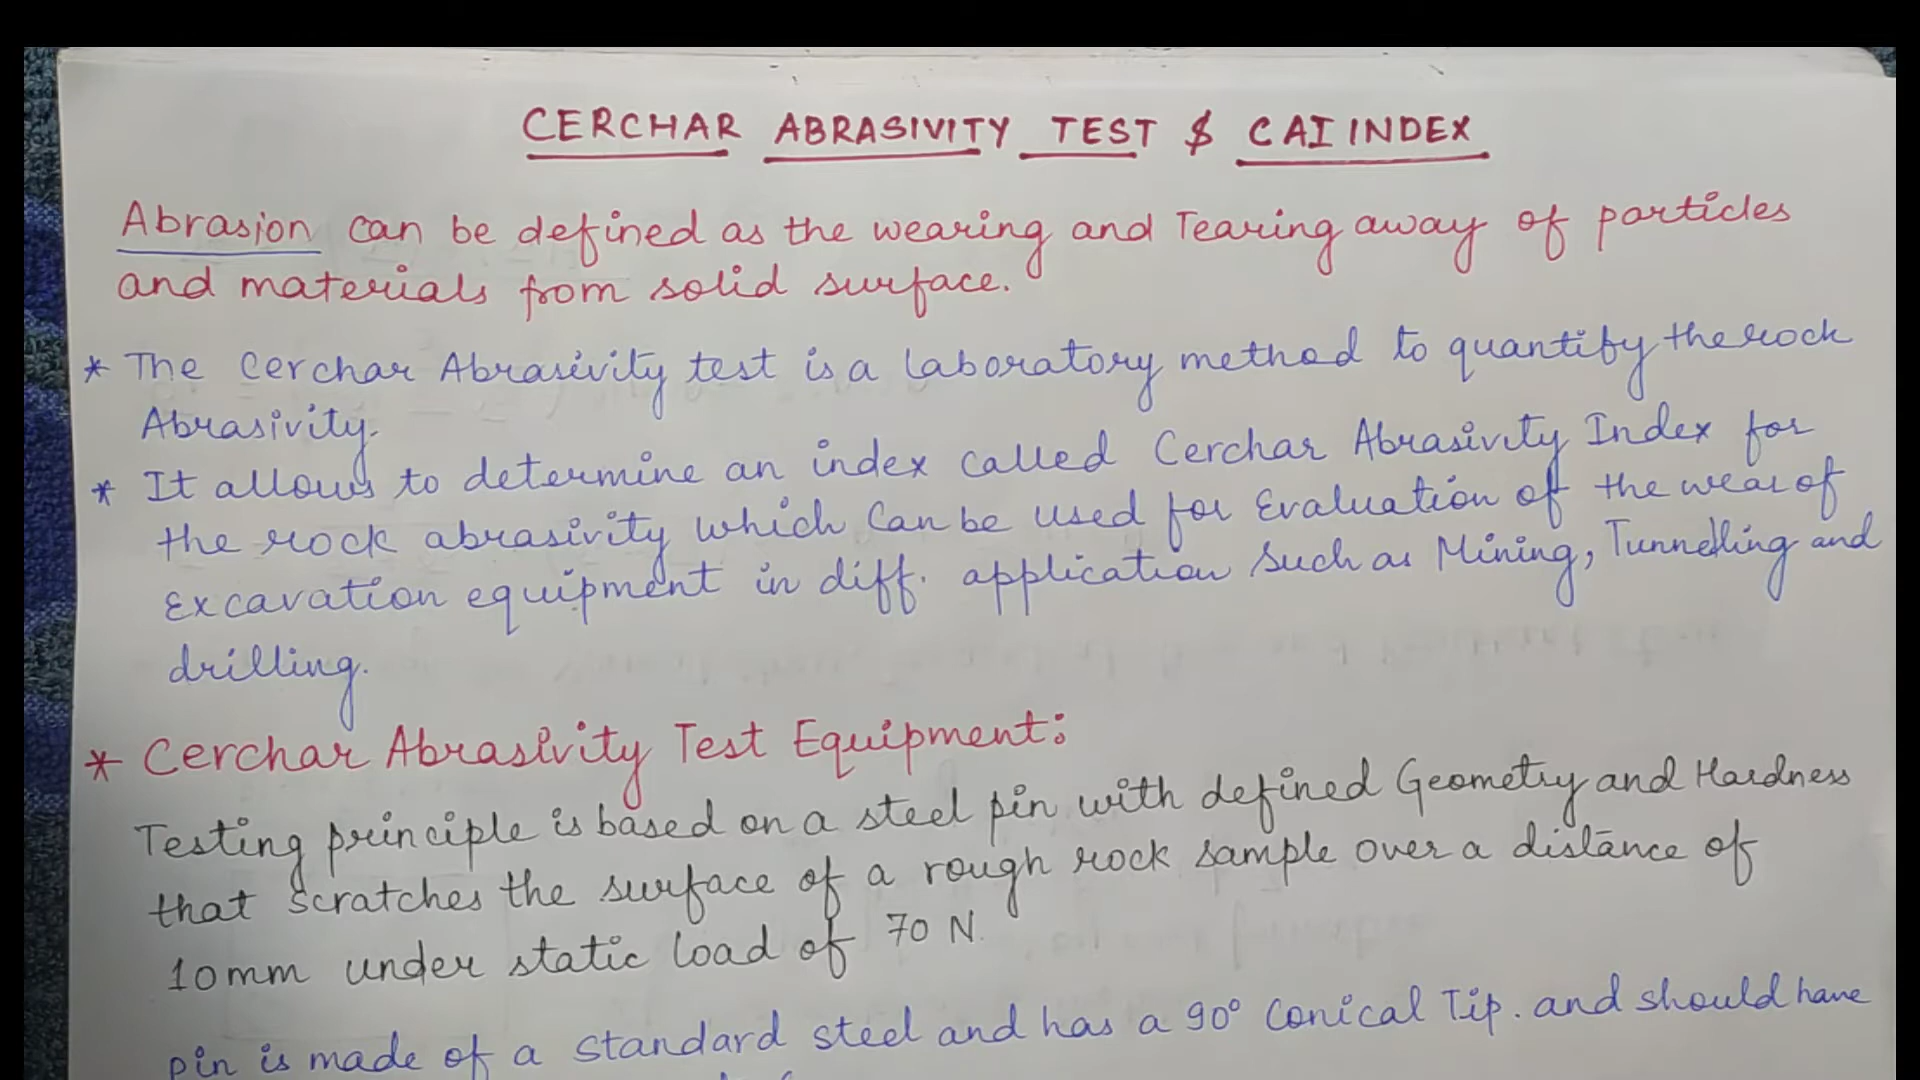 CERCHAR ABRASIVITY TEST & CAI INDEX
Abrasion can be defined as the wearing and Tearing away of particles
and materials from solid surface.
* The Cerchar Abrasivity test is a laboratory method to quantify the rock
Abrasivity.
* It allows to determine an index called Cerchar Abrasivity Index for
the rock abrasivity which can be used for Evaluation of the wear of
Excavation equipment in diff. application such as Mining, Tunnelling and
drilling.
* Cerchar Abrasivity Test Equipment:
Testing principle is based on a steel pin with defined Geometry and Hardness
that scratches the surface of a rough rock sample over a distance of
10mm under static load of 70 N.
pin is made of a standard steel and has a 90° Conical Tip. and should have